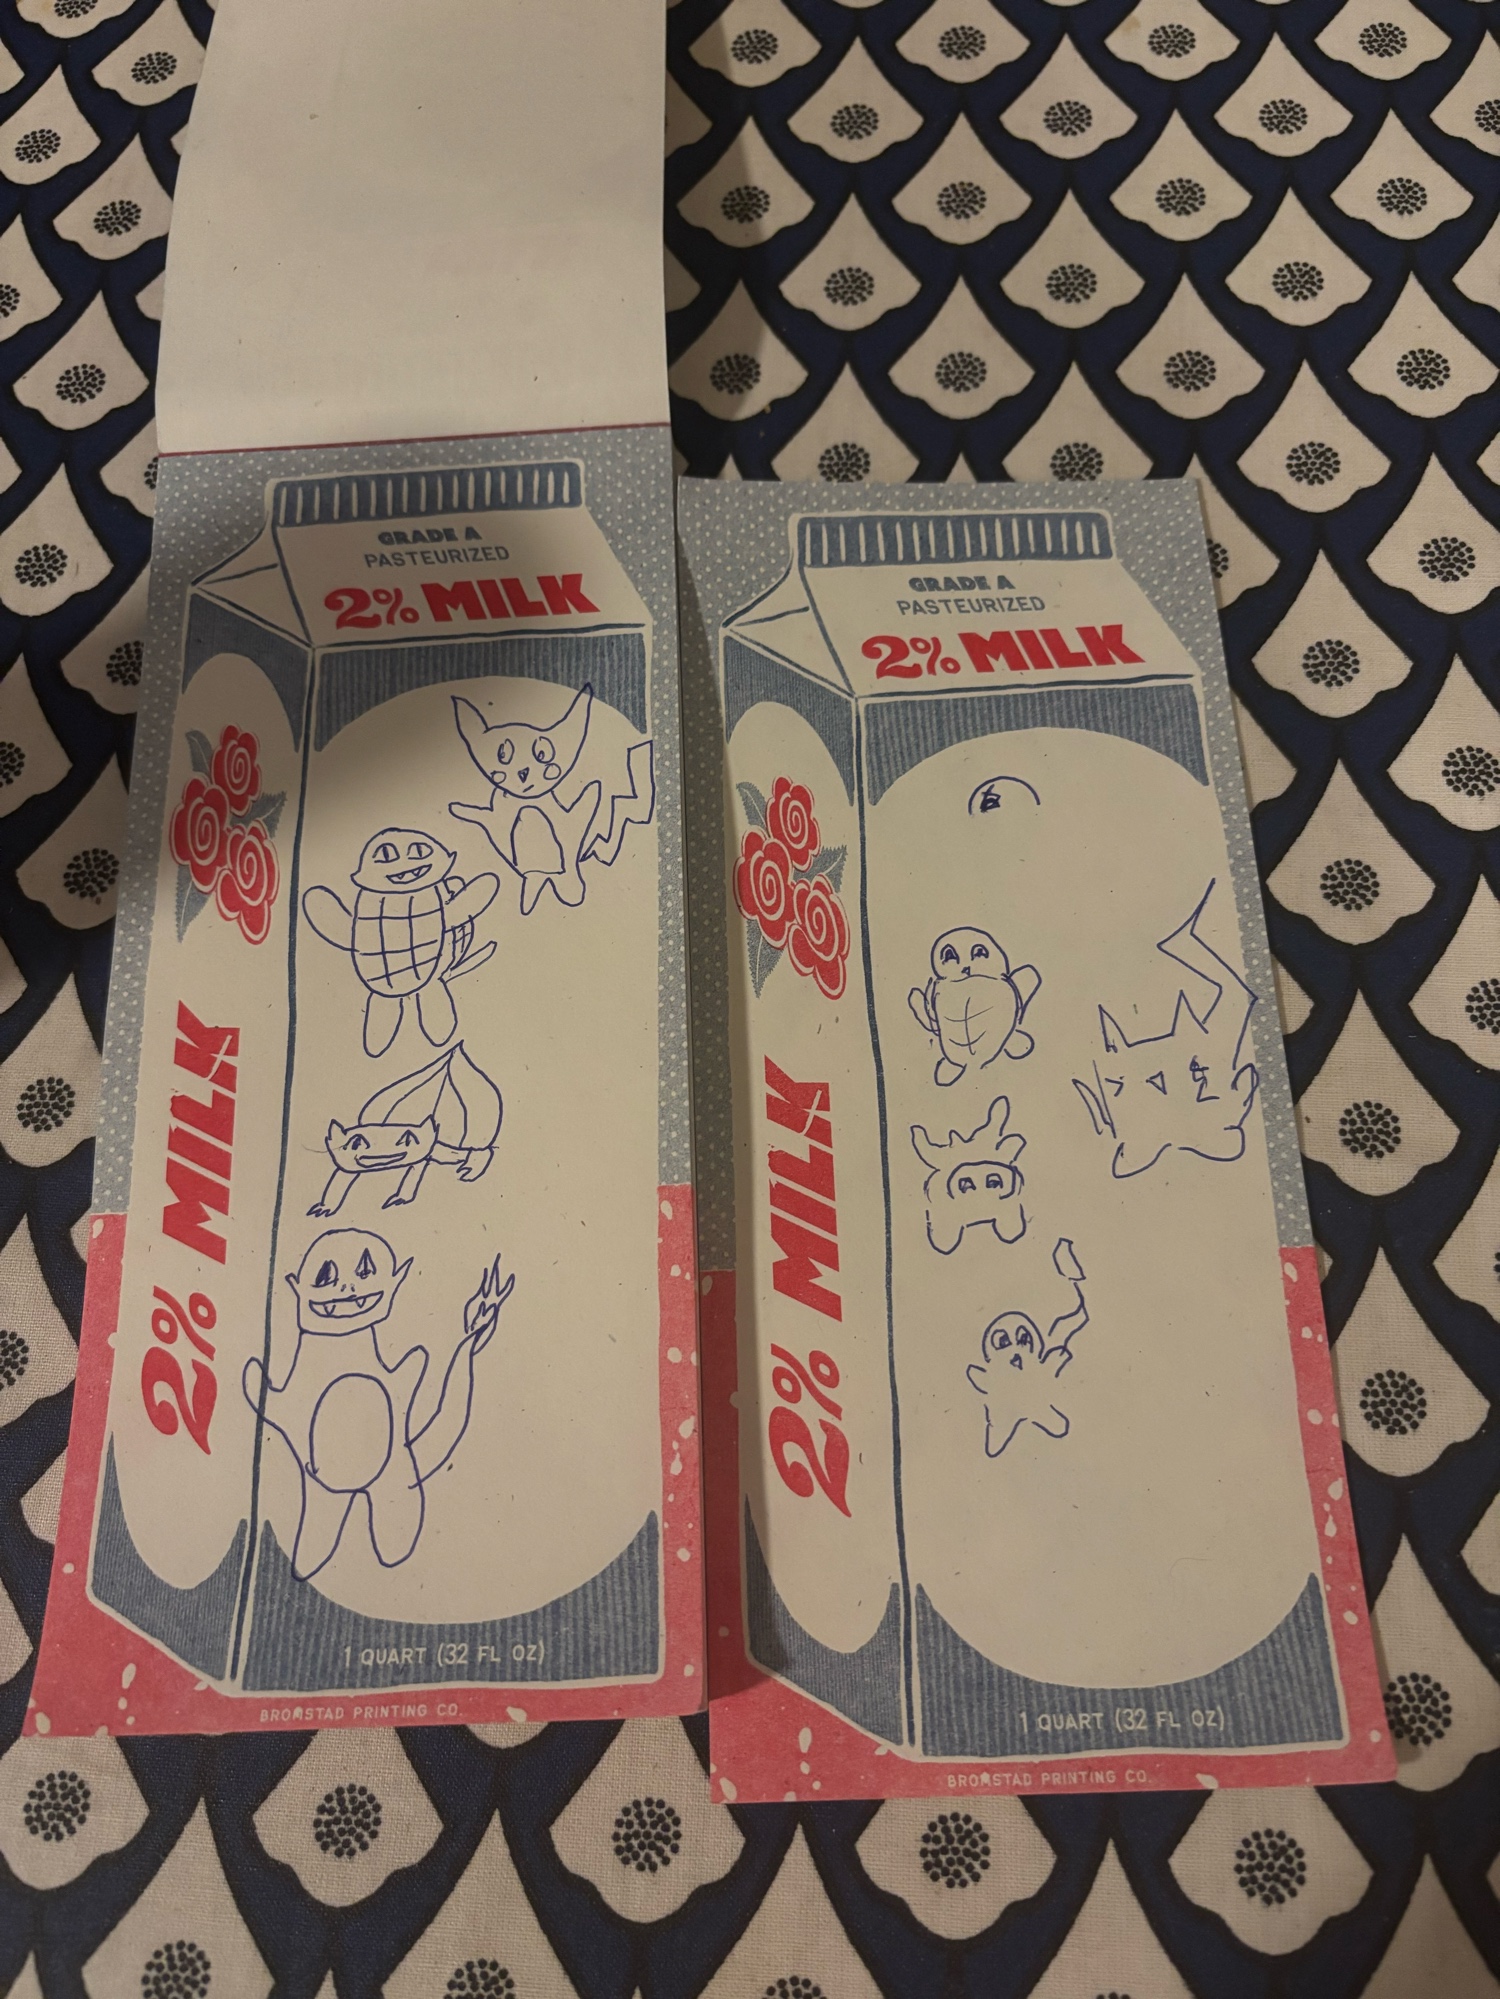 GRADE A
PASTEURIZED
2% MILK
2% MILK
1 QUART (32 FL OZ)
BROMSTAD PRINTING CO.
GRADE A
PASTEURIZED
2% MILK
2% MILK
1 QUART (32 FL OZ)
BROMSTAD PRINTING CO.